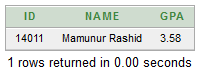 ID NAME GPA
14011 Mamunur Rashid 3.58
1 rows returned in 0.00 seconds